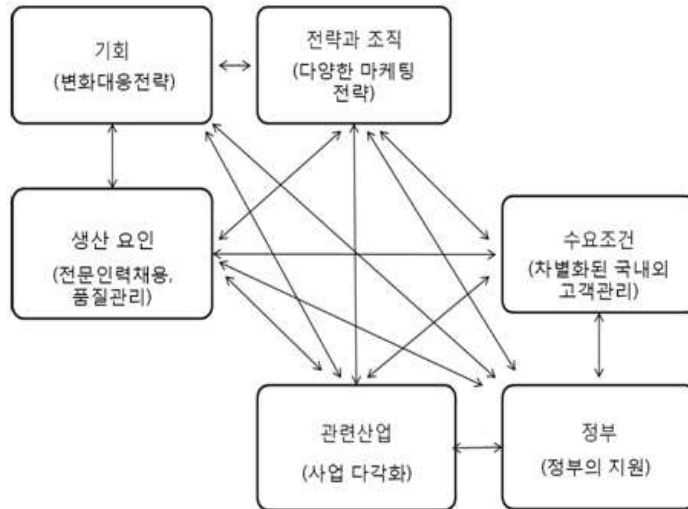 기회
(변화대응전략)
전략과 조직
(다양한 마케팅
전략)
생산 요인
(전문인력채용,
품질관리)
수요조건
(차별화된 국내외
고객관리)
관련산업
(사업 다각화)
정부
(정부의 지원)